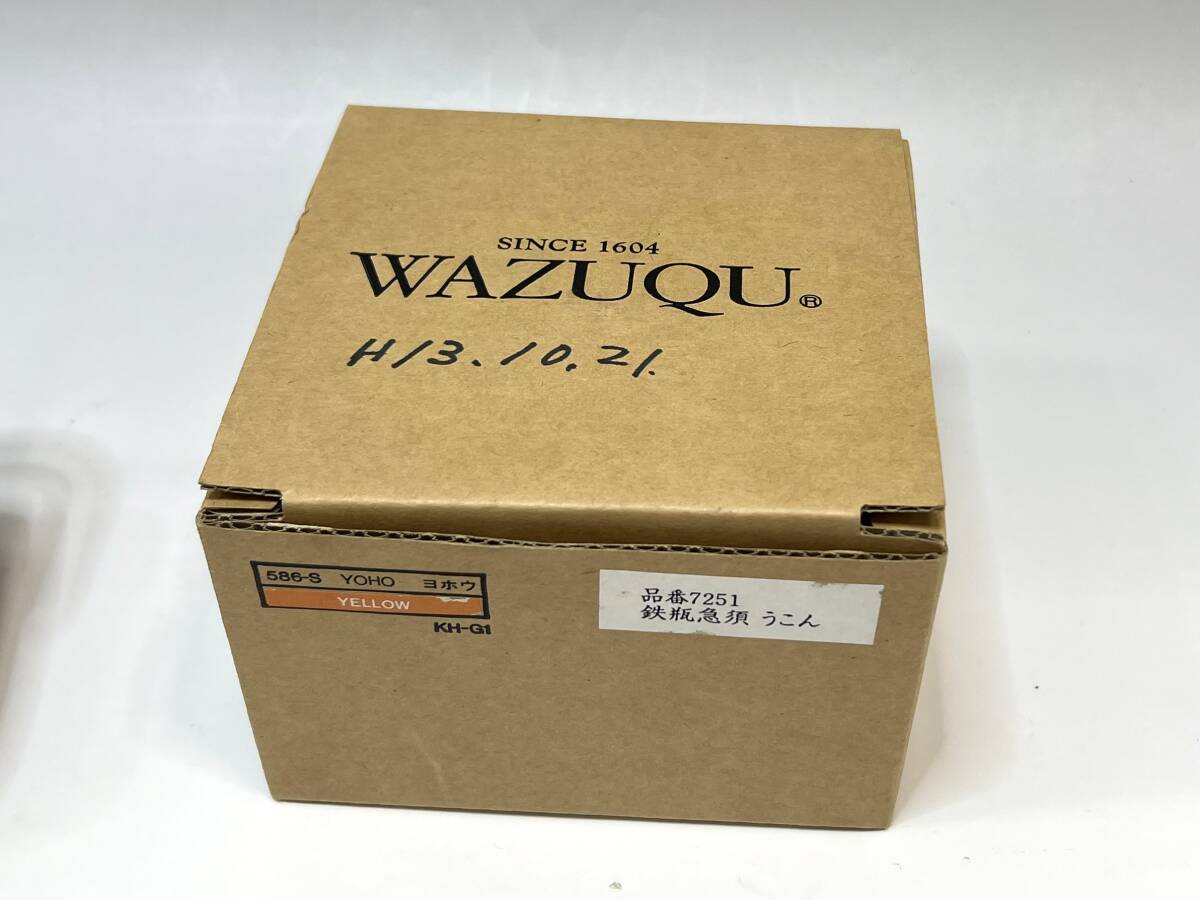 SINCE 1604
WAZUQU®
H13.10.21.
586-S YOHO ヨホウ
YELLOW
KH-G1
品番7251
鉄瓶急須 うこん